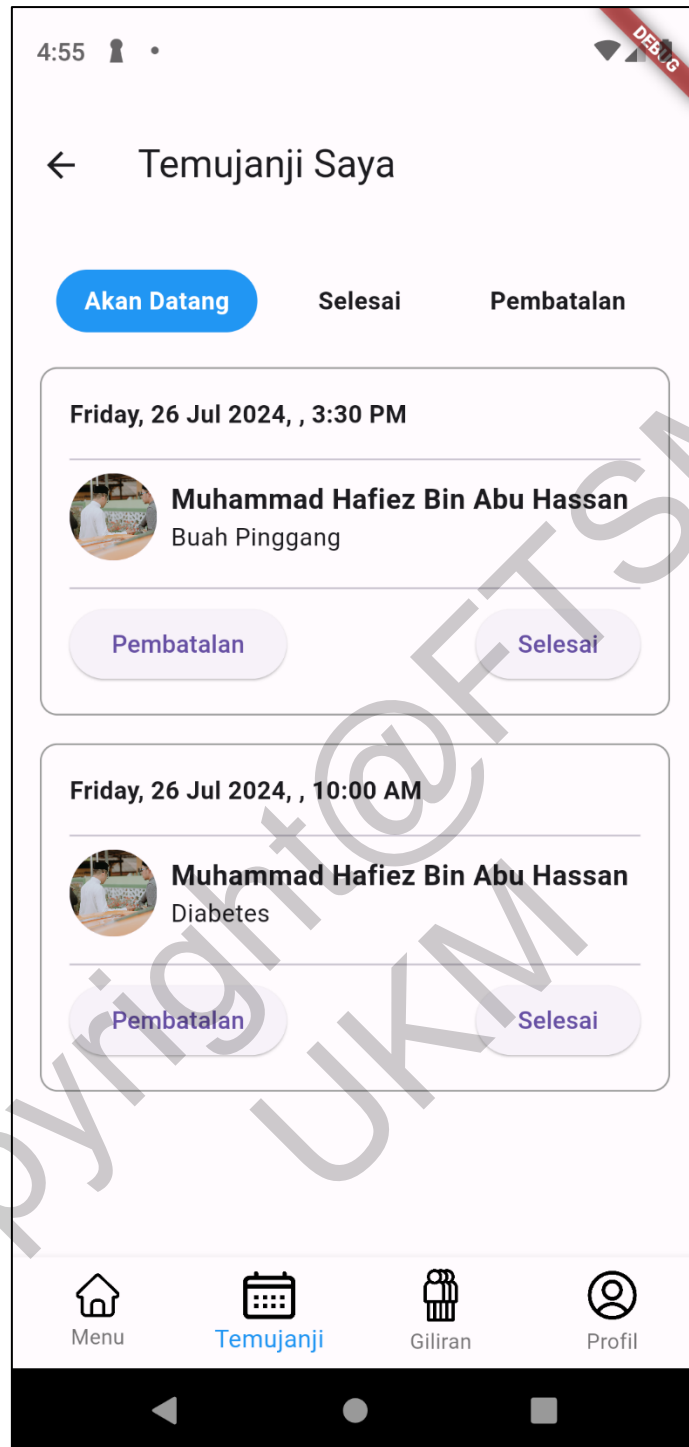 4:55
DEBUG
Temujanji Saya
Akan Datang Selesai Pembatalan
Friday, 26 Jul 2024, , 3:30 PM
Muhammad Hafiez Bin Abu Hassan
Buah Pinggang
Pembatalan Selesai
Friday, 26 Jul 2024, , 10:00 AM
Muhammad Hafiez Bin Abu Hassan
Diabetes
Pembatalan Selesai
Menu Temujanji Giliran Profil
pyright@FTSM
UKM